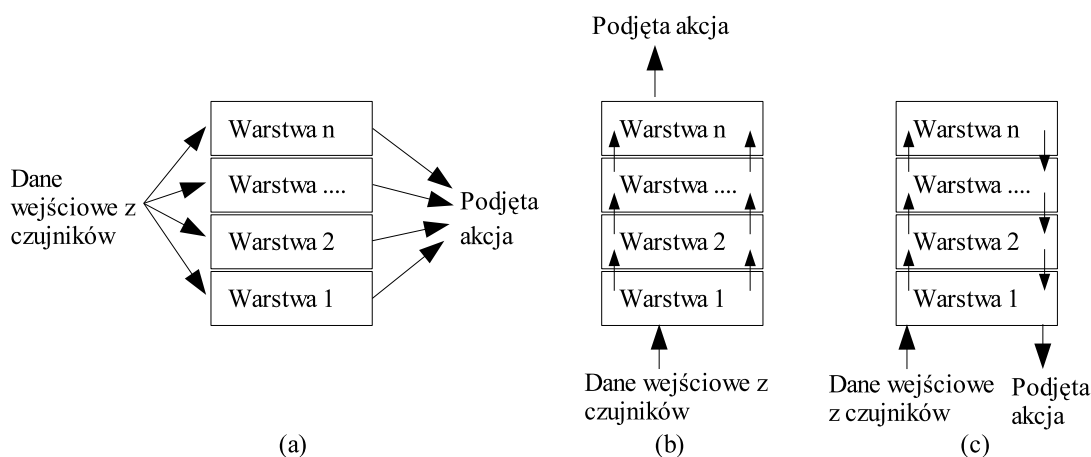 Dane
wejściowe z
czujników
Warstwa n
Warstwa ....
Warstwa 2
Warstwa 1
Podjęta
akcja
(a)
Podjęta akcja
Warstwa n
Warstwa ....
Warstwa 2
Warstwa 1
Dane wejściowe z
czujników
(b)
Warstwa n
Warstwa ....
Warstwa 2
Warstwa 1
Dane wejściowe
z czujników
Podjęta
akcja
(c)